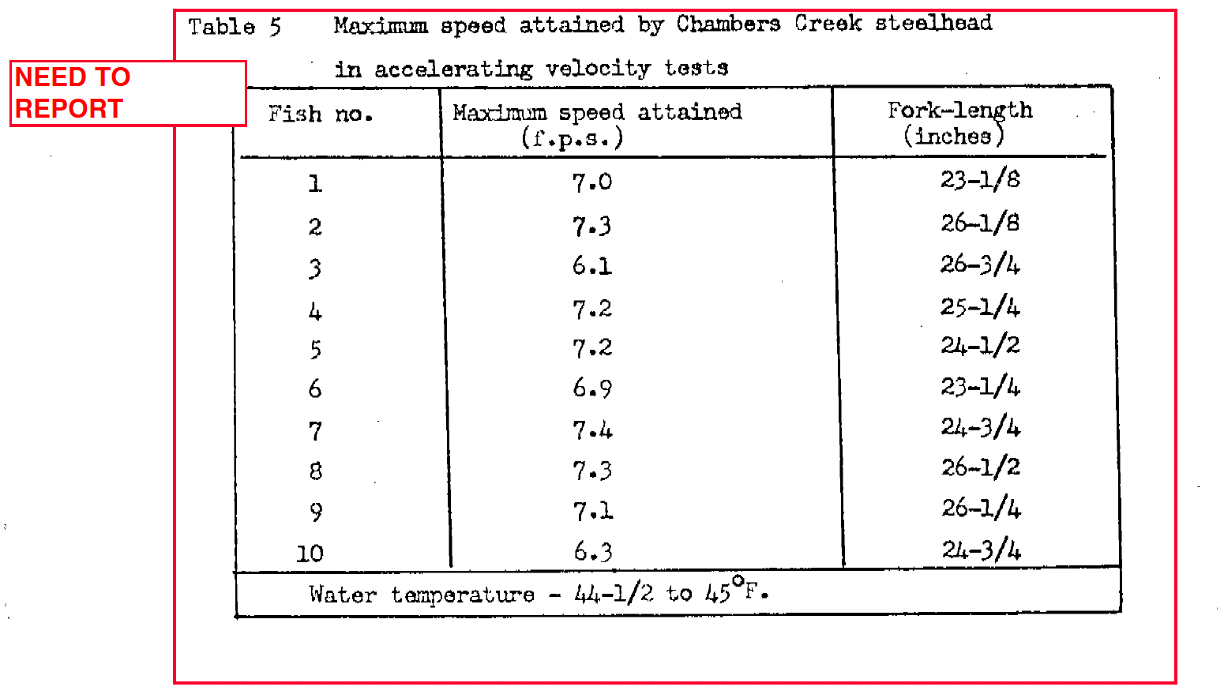 Table 5 Maximum speed attained by Chambers Creek steelhead
in accelerating velocity tests
NEED TO
REPORT
Fish no. Maximum speed attained Fork-length
(f.p.s.) (inches)
1 7.0 23-1/8
2 7.3 26-1/8
3 6.1 26-3/4
4 7.2 25-1/4
5 7.2 24-1/2
6 6.9 23-1/4
7 7.4 24-3/4
8 7.3 26-1/2
9 7.1 26-1/4
10 6.3 24-3/4
Water temperature - 44-1/2 to 45°F.